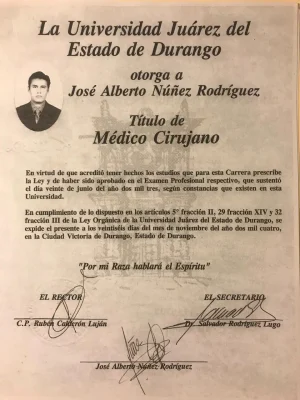 La Universidad Juárez del
Estado de Durango
otorga a
José Alberto Núñez Rodríguez
Título de
Médico Cirujano
En virtud de que acreditó tener hechos los estudios que para esta Carrera prescribe
la Ley y de haber sido aprobado en el Examen Profesional respectivo, que sustentó
el día veinte de junio del año dos mil tres, según constancias que existen en esta
Universidad.
En cumplimiento de lo dispuesto en los artículos 5° fracción II, 29 fracción XIV y 32
fracción III de la Ley Orgánica de la Universidad Juárez del Estado de Durango, se
expide el presente a los veintiséis días del mes de noviembre del año dos mil cuatro,
en la Ciudad Victoria de Durango, Estado de Durango.
"Por mi Raza hablará el Espíritu"
EL RECTOR
EL SECRETARIO
C.P. Rubén Calderón Luján
Dr. Salvador Rodríguez Lugo
José Alberto Núñez Rodríguez